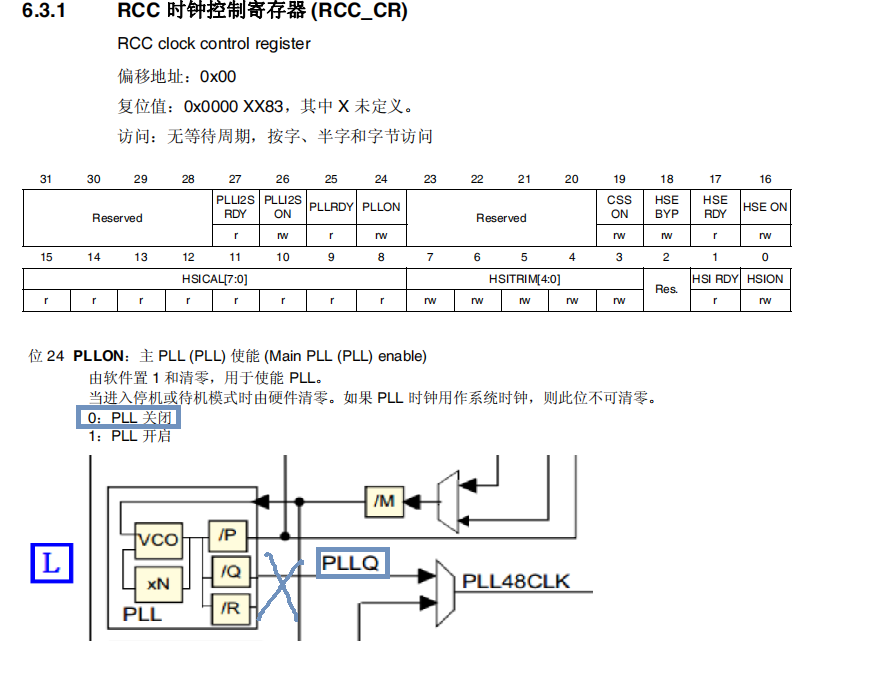 6.3.1 RCC 时钟控制寄存器 (RCC_CR)
RCC clock control register
偏移地址：0x00
复位值：0x0000 XX83，其中 X 未定义。
访问：无等待周期，按字、半字和字节访问
31 30 29 28 27 26 25 24 23 22 21 20 19 18 17 16
Reserved PLLI2S RDY PLLI2S ON PLLRDY PLLON Reserved CSS ON HSE BYP HSE RDY HSE ON
r rw r rw rw rw r rw
15 14 13 12 11 10 9 8 7 6 5 4 3 2 1 0
HSICAL[7:0] HSITRIM[4:0] Res. HSI RDY HSION
r r r r r r r r rw rw rw rw rw r rw
位 24 PLLON：主 PLL (PLL) 使能 (Main PLL (PLL) enable)
由软件置 1 和清零，用于使能 PLL。
当进入停机或待机模式时由硬件清零。如果 PLL 时钟用作系统时钟，则此位不可清零。
0：PLL 关闭
1：PLL 开启
/M
VCO /P
L /Q PLLQ PLL48CLK
xN
PLL /R